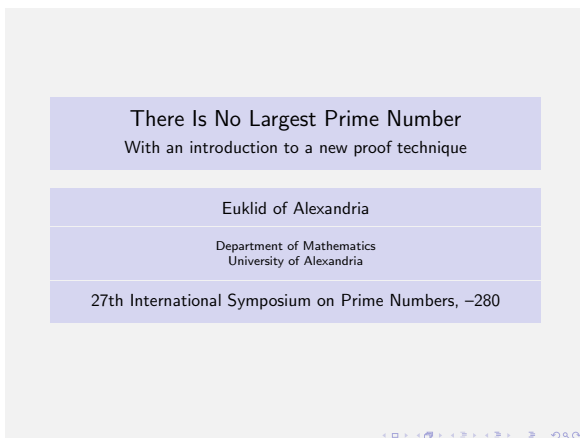 There Is No Largest Prime Number
With an introduction to a new proof technique
Euklid of Alexandria
Department of Mathematics
University of Alexandria
27th International Symposium on Prime Numbers, –280